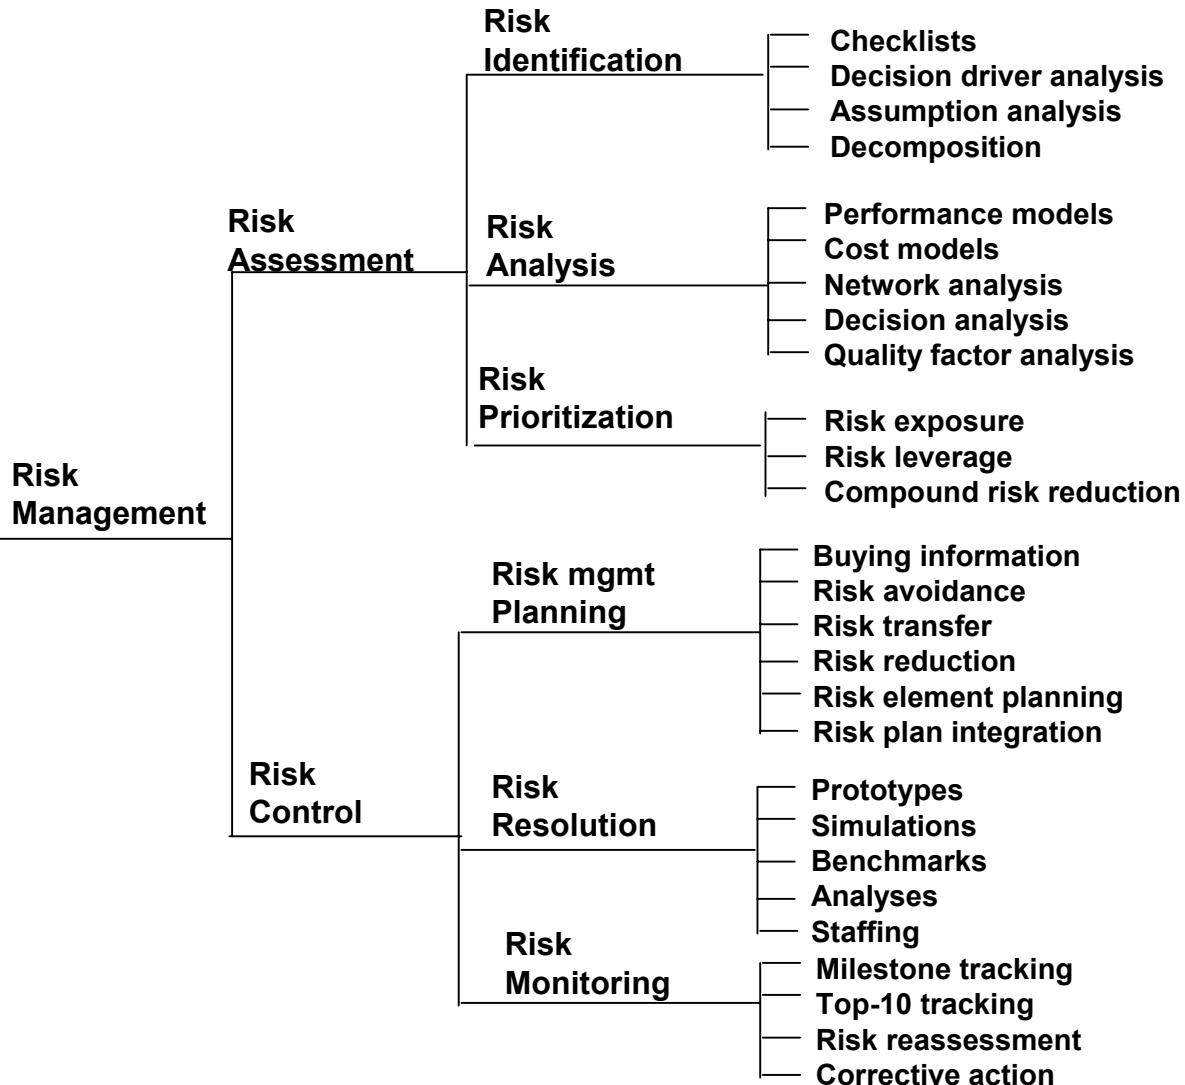 Risk
Identification
Checklists
Decision driver analysis
Assumption analysis
Decomposition
Risk
Assessment
Risk
Analysis
Performance models
Cost models
Network analysis
Decision analysis
Quality factor analysis
Risk
Prioritization
Risk exposure
Risk leverage
Compound risk reduction
Risk
Management
Risk mgmt
Planning
Buying information
Risk avoidance
Risk transfer
Risk reduction
Risk element planning
Risk plan integration
Risk
Control
Risk
Resolution
Prototypes
Simulations
Benchmarks
Analyses
Staffing
Risk
Monitoring
Milestone tracking
Top-10 tracking
Risk reassessment
Corrective action